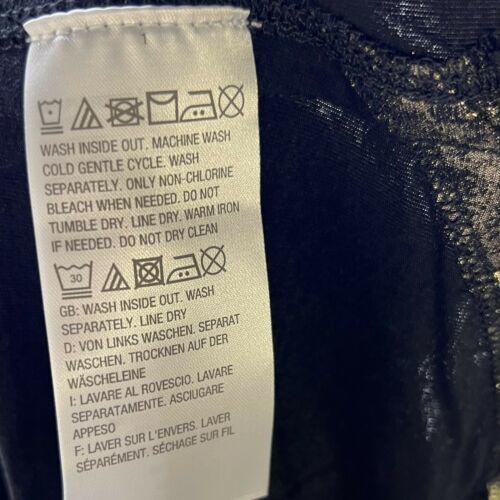 WASH INSIDE OUT. MACHINE WASH
COLD GENTLE CYCLE. WASH
SEPARATELY. ONLY NON-CHLORINE
BLEACH WHEN NEEDED. DO NOT
TUMBLE DRY. LINE DRY. WARM IRON
IF NEEDED. DO NOT DRY CLEAN
30
GB: WASH INSIDE OUT. WASH
SEPARATELY. LINE DRY
D: VON LINKS WASCHEN. SEPARAT
WASCHEN. TROCKNEN AUF DER
WÄSCHELEINE
I: LAVARE AL ROVESCIO. LAVARE
SEPARATAMENTE. ASCIUGARE
APPESO
F: LAVER SUR L'ENVERS. LAVER
SÉPARÉMENT. SÉCHAGE SUR FIL